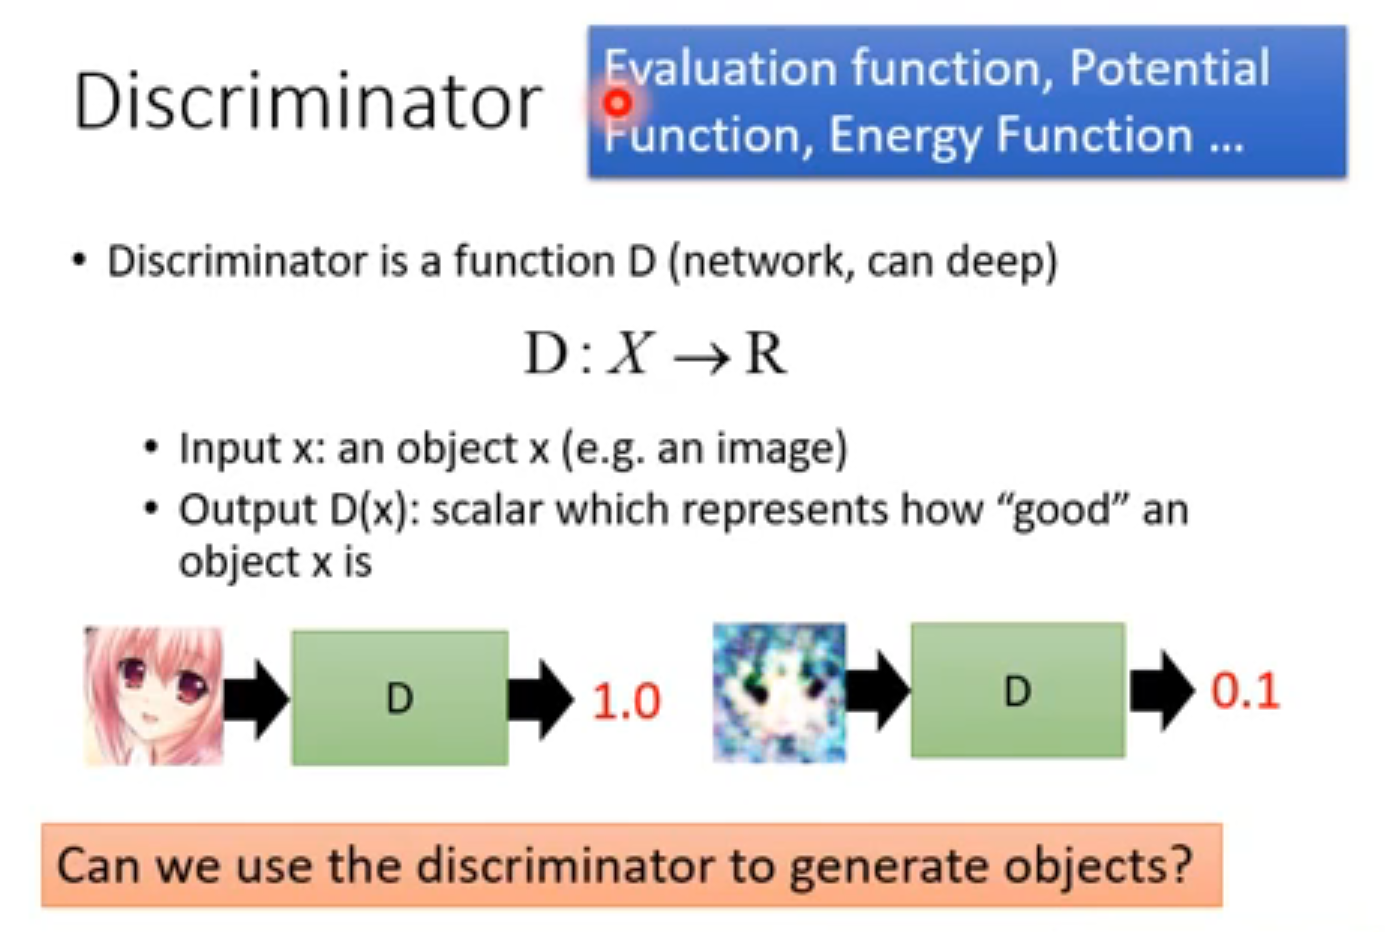 Discriminator
Evaluation function, Potential
Function, Energy Function ...
• Discriminator is a function D (network, can deep)
D : X → R
• Input x: an object x (e.g. an image)
• Output D(x): scalar which represents how “good” an
object x is
D
1.0
D
0.1
Can we use the discriminator to generate objects?